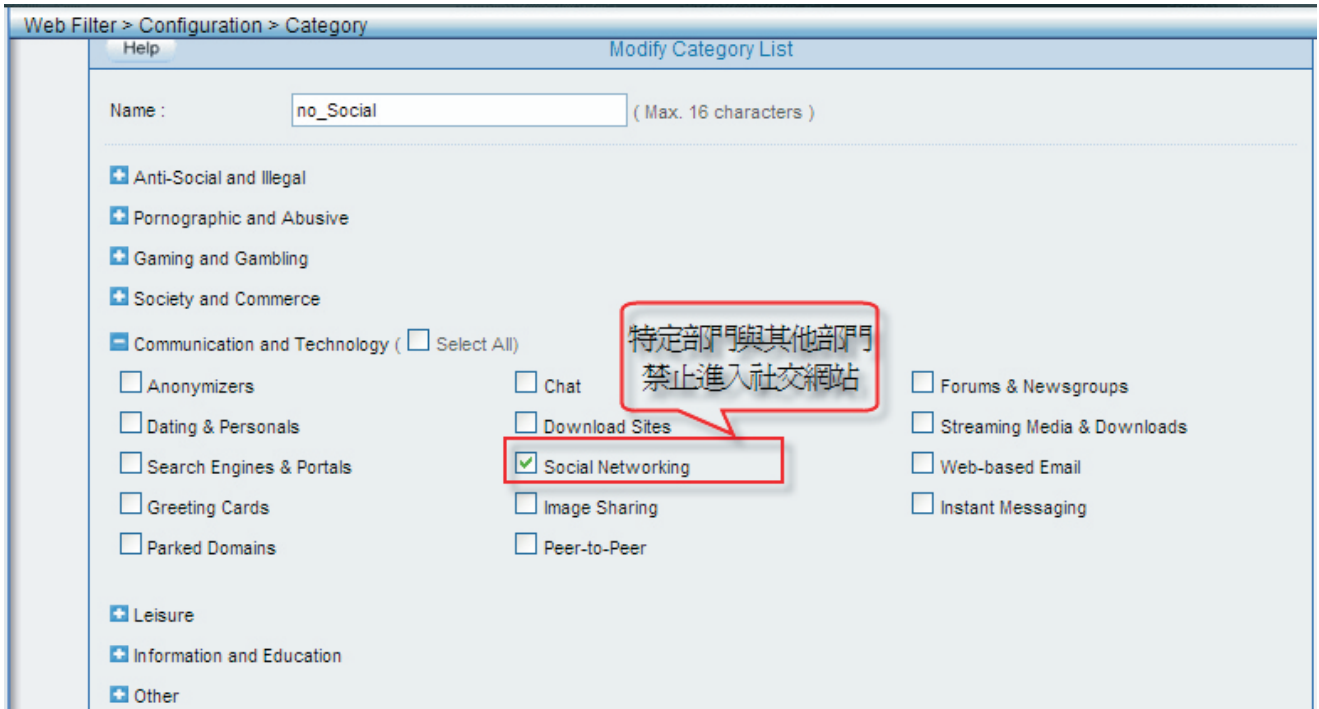 Web Filter > Configuration > Category
Help
Modify Category List
Name :
no_Social
( Max. 16 characters )
Anti-Social and Illegal
Pornographic and Abusive
Gaming and Gambling
Society and Commerce
Communication and Technology ( Select All)
特定部門與其他部門
禁止進入社交網站
Anonymizers
Chat
Forums & Newsgroups
Dating & Personals
Download Sites
Streaming Media & Downloads
Search Engines & Portals
Social Networking
Web-based Email
Greeting Cards
Image Sharing
Instant Messaging
Parked Domains
Peer-to-Peer
Leisure
Information and Education
Other